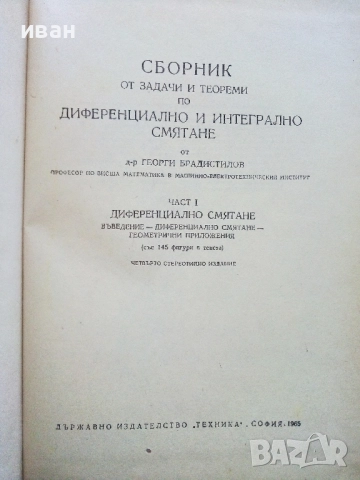 иван
СБОРНИК
ОТ ЗАДАЧИ И ТЕОРЕМИ
ПО
ДИФЕРЕНЦИАЛНО И ИНТЕГРАЛНО
СМЯТАНЕ
от
д-р ГЕОРГИ БРАДИСТИЛОВ
ПРОФЕСОР ПО ВИСША МАТЕМАТИКА В МАШИННО-ЕЛЕКТРОТЕХНИЧЕСКИЯ ИНСТИТУТ
ЧАСТ I
ДИФЕРЕНЦИАЛНО СМЯТАНЕ
ВЪВЕДЕНИЕ — ДИФЕРЕНЦИАЛНО СМЯТАНЕ —
ГЕОМЕТРИЧНИ ПРИЛОЖЕНИЯ
(със 145 фигури в текста)
ЧЕТВЪРТО СТЕРЕОТИПНО ИЗДАНИЕ
ДЪРЖАВНО ИЗДАТЕЛСТВО „ТЕХНИКА“, СОФИЯ, 1965
BAZAR
bg